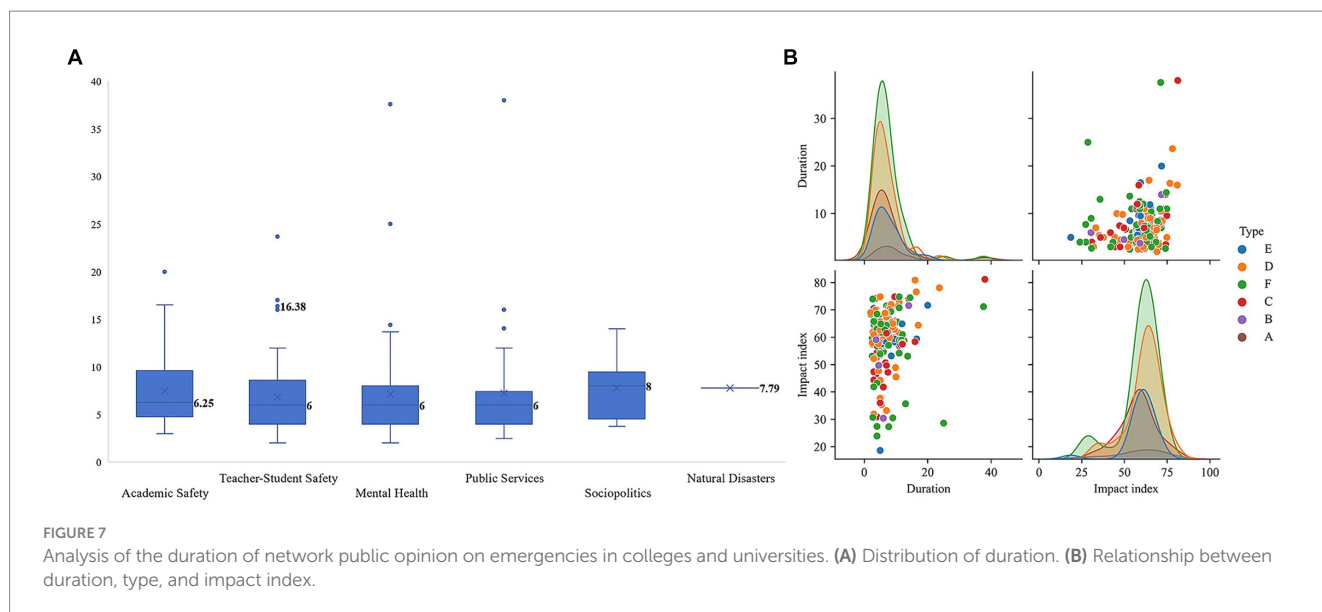 A
40
35
30
25
20
15
10
5
0
6.25
16.38
6
6
6
8
7.79
Academic Safety
Teacher-Student Safety
Mental Health
Public Services
Sociopolitics
Natural Disasters
B
Duration
30
20
10
Impact index
80
70
60
50
40
30
20
0 20 40
Duration
0 25 50 75 100
Impact index
Type
E
D
F
C
B
A
FIGURE 7
Analysis of the duration of network public opinion on emergencies in colleges and universities. (A) Distribution of duration. (B) Relationship between
duration, type, and impact index.